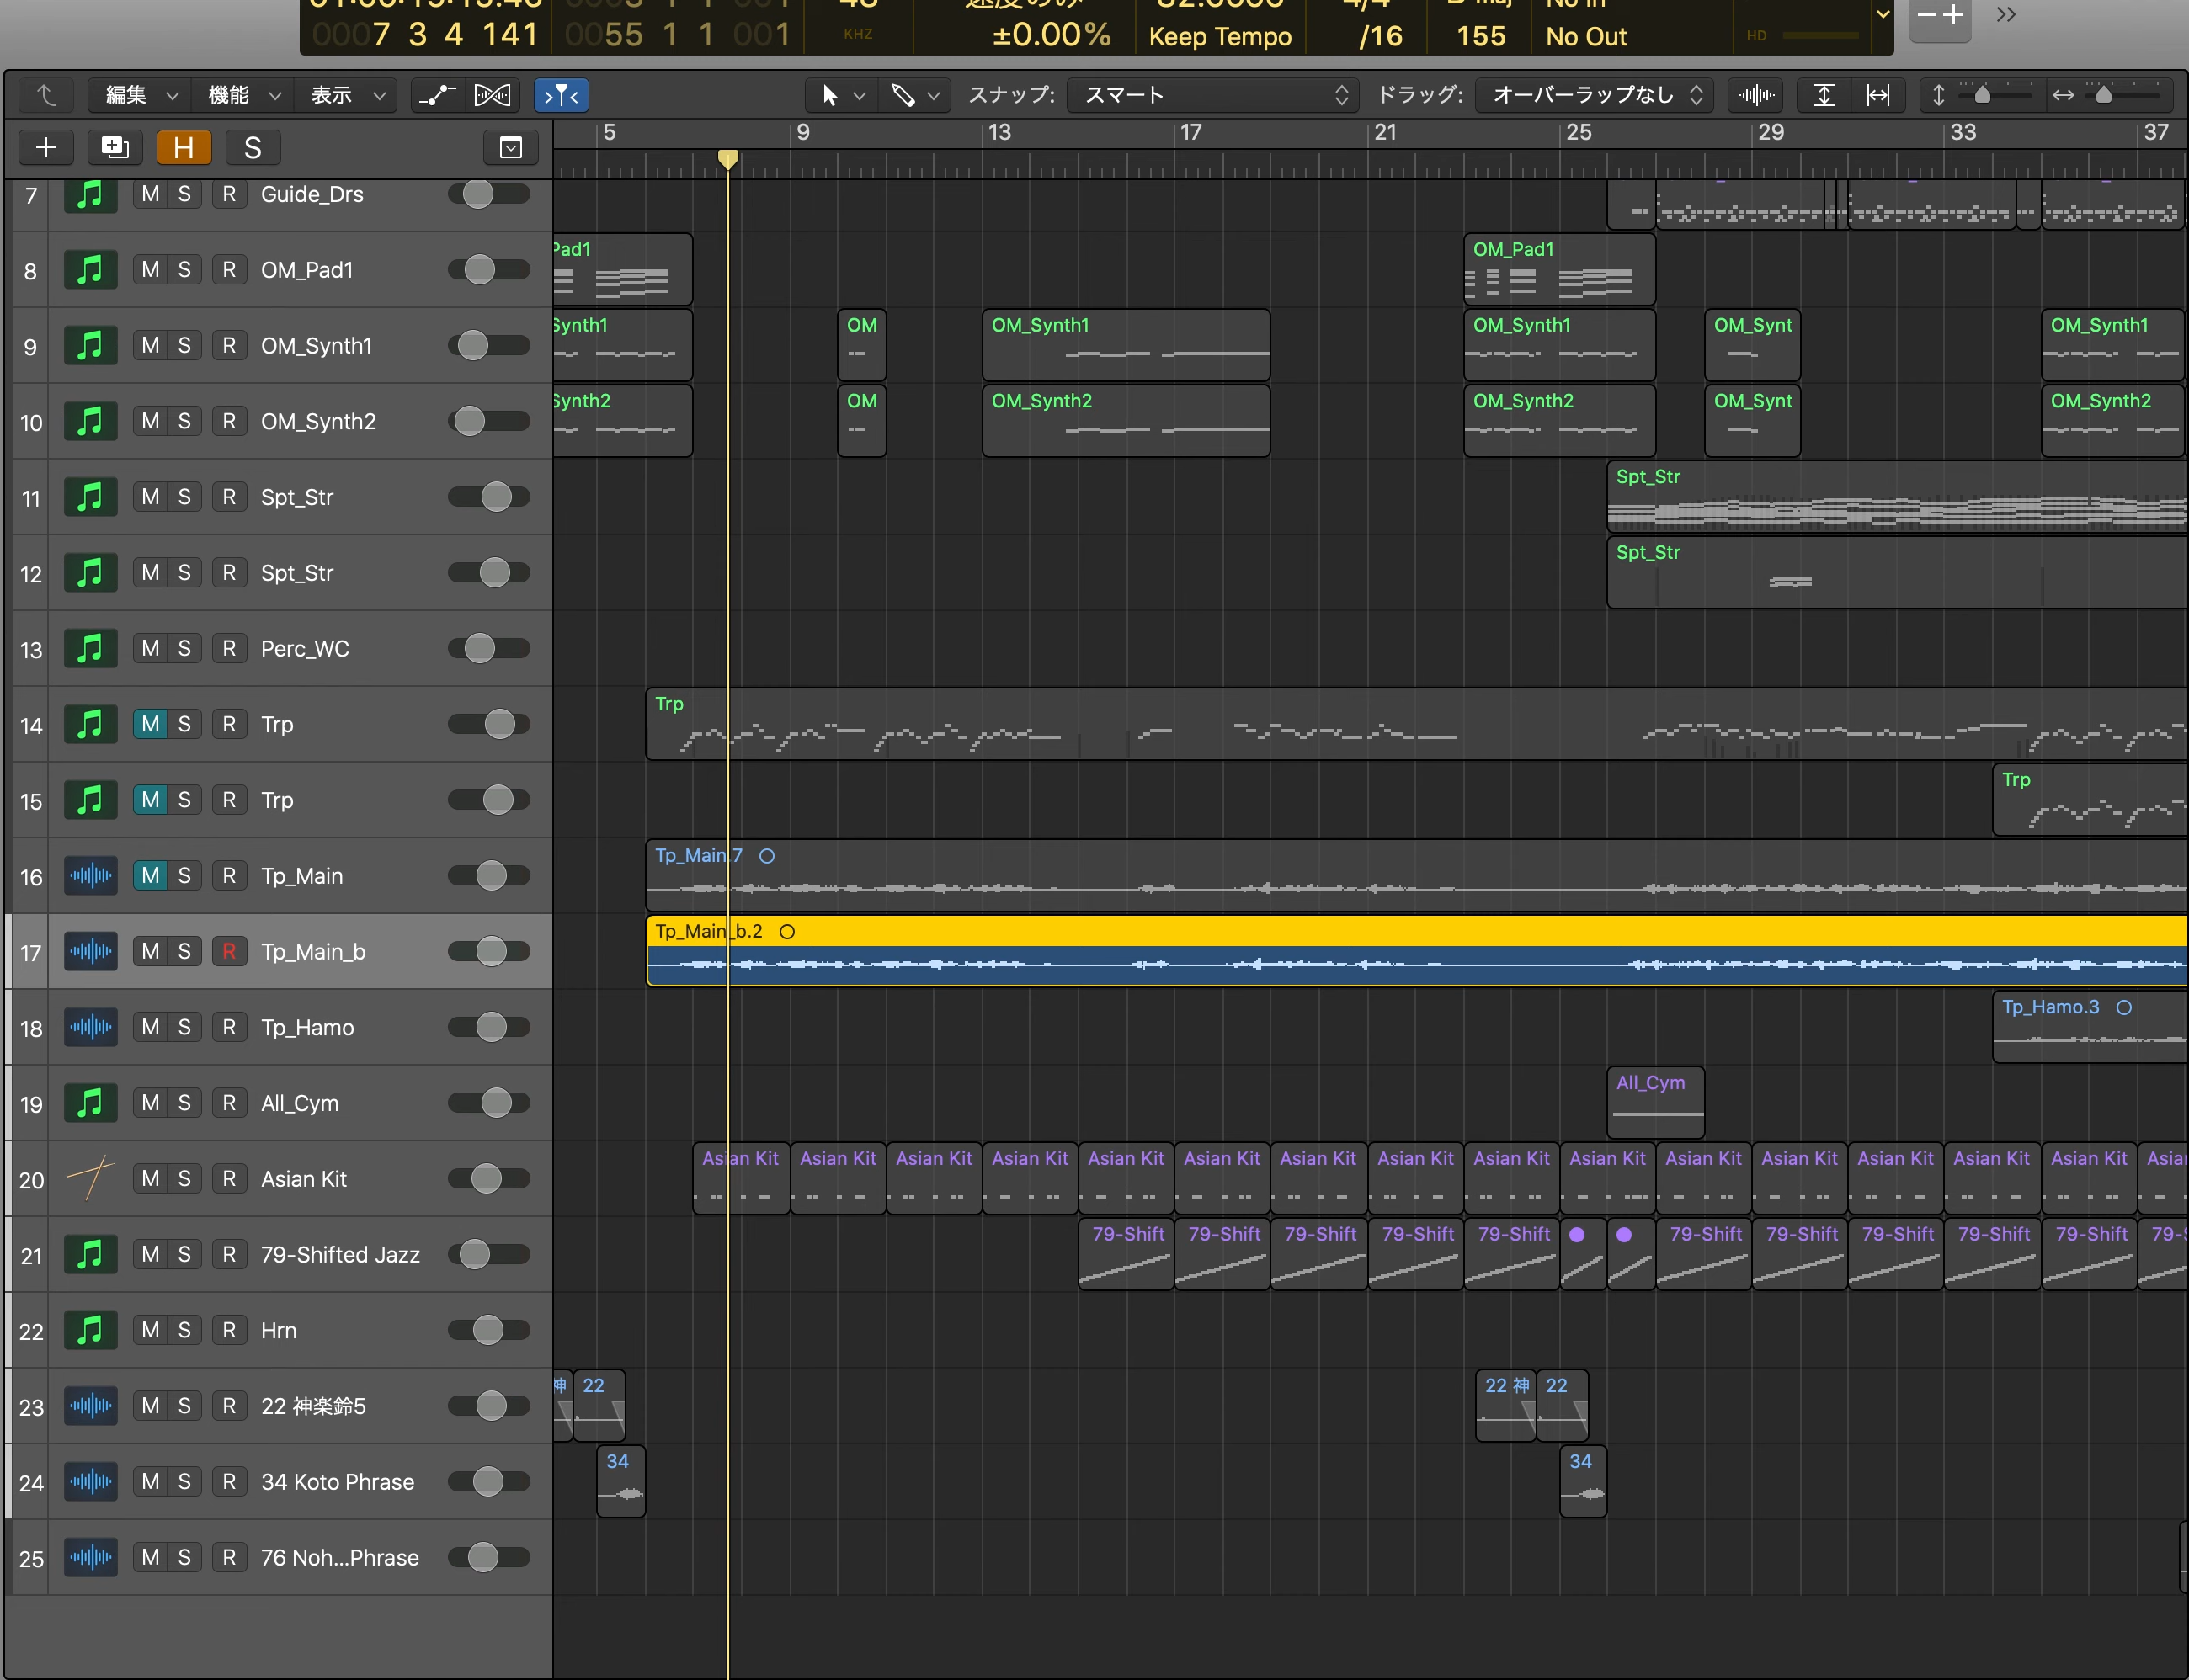 0007 3 4 141
0055 1 1 001
KHZ
±0.00%
Keep Tempo
/16
155
No Out
HD
編集 機能 表示 スナップ: スマート ドラッグ: オーバーラップなし
H S
5 9 13 17 21 25 29 33 37
7 M S R Guide_Drs
8 M S R OM_Pad1
Pad1 OM_Pad1
9 M S R OM_Synth1
Synth1 OM OM_Synth1 OM_Synth1 OM_Synt OM_Synth1
10 M S R OM_Synth2
Synth2 OM OM_Synth2 OM_Synth2 OM_Synt OM_Synth2
11 M S R Spt_Str
Spt_Str
12 M S R Spt_Str
Spt_Str
13 M S R Perc_WC
14 M S R Trp
Trp
15 M S R Trp
Trp
16 M S R Tp_Main
Tp_Main.7
17 M S R Tp_Main_b
Tp_Main_b.2
18 M S R Tp_Hamo
Tp_Hamo.3
19 M S R All_Cym
All_Cym
20 M S R Asian Kit
Asian Kit Asian Kit Asian Kit Asian Kit Asian Kit Asian Kit Asian Kit Asian Kit Asian Kit Asian Kit Asian Kit Asian Kit Asian Kit Asian Kit Asian Kit Asia
21 M S R 79-Shifted Jazz
79-Shift 79-Shift 79-Shift 79-Shift 79-Shift 79-Shift 79-Shift 79-Shift 79-Shift 79-Shift 79-S
22 M S R Hrn
23 M S R 22 神楽鈴5
神 22 22 神 22
24 M S R 34 Koto Phrase
34 34
25 M S R 76 Noh...Phrase